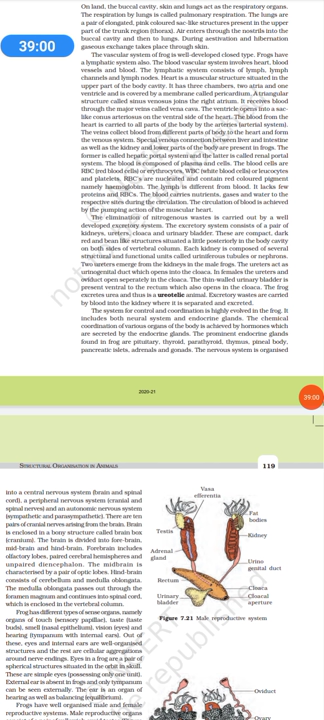 On land, the buccal cavity, skin and lungs act as the respiratory organs.
The respiration by lungs is called pulmonary respiration. The lungs are
a pair of elongated, pink coloured sac-like structures present in the upper
part of the trunk region (thorax). Air enters through the nostrils into the
buccal cavity and then to lungs. During aestivation and hibernation
gaseous exchange takes place through skin.
The vascular system of frog is well-developed closed type. Frogs have
a lymphatic system also. The blood vascular system involves heart, blood
vessels and blood. The lymphatic system consists of lymph, lymph
channels and lymph nodes. Heart is a muscular structure situated in the
upper part of the body cavity. It has three chambers, two atria and one
ventricle and is covered by a membrane called pericardium. A triangular
structure called sinus venosus joins the right atrium. It receives blood
through the major veins called vena cava. The ventricle opens into a sac-
like conus arteriosus on the ventral side of the heart. The blood from the
heart is carried to all parts of the body by the arteries (arterial system).
The veins collect blood from different parts of body to the heart and form
the venous system. Special venous connection between liver and intestine
as well as the kidney and lower parts of the body are present in frogs. The
former is called hepatic portal system and the latter is called renal portal
system. The blood is composed of plasma and cells. The blood cells are
RBC (red blood cells) or erythrocytes, WBC (white blood cells) or leucocytes
and platelets. RBC's are nucleated and contain red coloured pigment
namely haemoglobin. The lymph is different from blood. It lacks few
proteins and RBCs. The blood carries nutrients, gases and water to the
respective sites during the circulation. The circulation of blood is achieved
by the pumping action of the muscular heart.
The elimination of nitrogenous wastes is carried out by a well
developed excretory system. The excretory system consists of a pair of
kidneys, ureters, cloaca and urinary bladder. These are compact, dark
red and bean like structures situated a little posteriorly in the body cavity
on both sides of vertebral column. Each kidney is composed of several
structural and functional units called uriniferous tubules or nephrons.
Two ureters emerge from the kidneys in the male frogs. The ureters act as
urinogenital duct which opens into the cloaca. In females the ureters and
oviduct open seperately in the cloaca. The thin-walled urinary bladder is
present ventral to the rectum which also opens in the cloaca. The frog
excretes urea and thus is a ureotelic animal. Excretory wastes are carried
by blood into the kidney where it is separated and excreted.
The system for control and coordination is highly evolved in the frog. It
includes both neural system and endocrine glands. The chemical
coordination of various organs of the body is achieved by hormones which
are secreted by the endocrine glands. The prominent endocrine glands
found in frog are pituitary, thyroid, parathyroid, thymus, pineal body,
pancreatic islets, adrenals and gonads. The nervous system is organised
39:00
2020-21
39:00
STRUCTURAL ORGANISATION IN ANIMALS
119
into a central nervous system (brain and spinal
cord), a peripheral nervous system (cranial and
spinal nerves) and an autonomic nervous system
(sympathetic and parasympathetic). There are ten
pairs of cranial nerves arising from the brain. Brain
is enclosed in a bony structure called brain box
(cranium). The brain is divided into fore-brain,
mid-brain and hind-brain. Forebrain includes
olfactory lobes, paired cerebral hemispheres and
unpaired diencephalon. The midbrain is
characterised by a pair of optic lobes. Hind-brain
consists of cerebellum and medulla oblongata.
The medulla oblongata passes out through the
foramen magnum and continues into spinal cord,
which is enclosed in the vertebral column.
Frog has different types of sense organs, namely
organs of touch (sensory papillae), taste (taste
buds), smell (nasal epithelium), vision (eyes) and
hearing (tympanum with internal ears). Out of
these, eyes and internal ears are well-organised
structures and the rest are cellular aggregations
around nerve endings. Eyes in a frog are a pair of
spherical structures situated in the orbit in skull.
These are simple eyes (possessing only one unit).
External ear is absent in frogs and only tympanum
can be seen externally. The ear is an organ of
hearing as well as balancing (equilibrium).
Frogs have well organised male and female
reproductive systems. Male reproductive organs
Vasa
efferentia
Fat
bodies
Testis
Kidney
Adrenal
gland
Urino
genital duct
Rectum
Cloaca
Urinary
bladder
Cloacal
aperture
Figure 7.21 Male reproductive system
Oviduct
Ovary